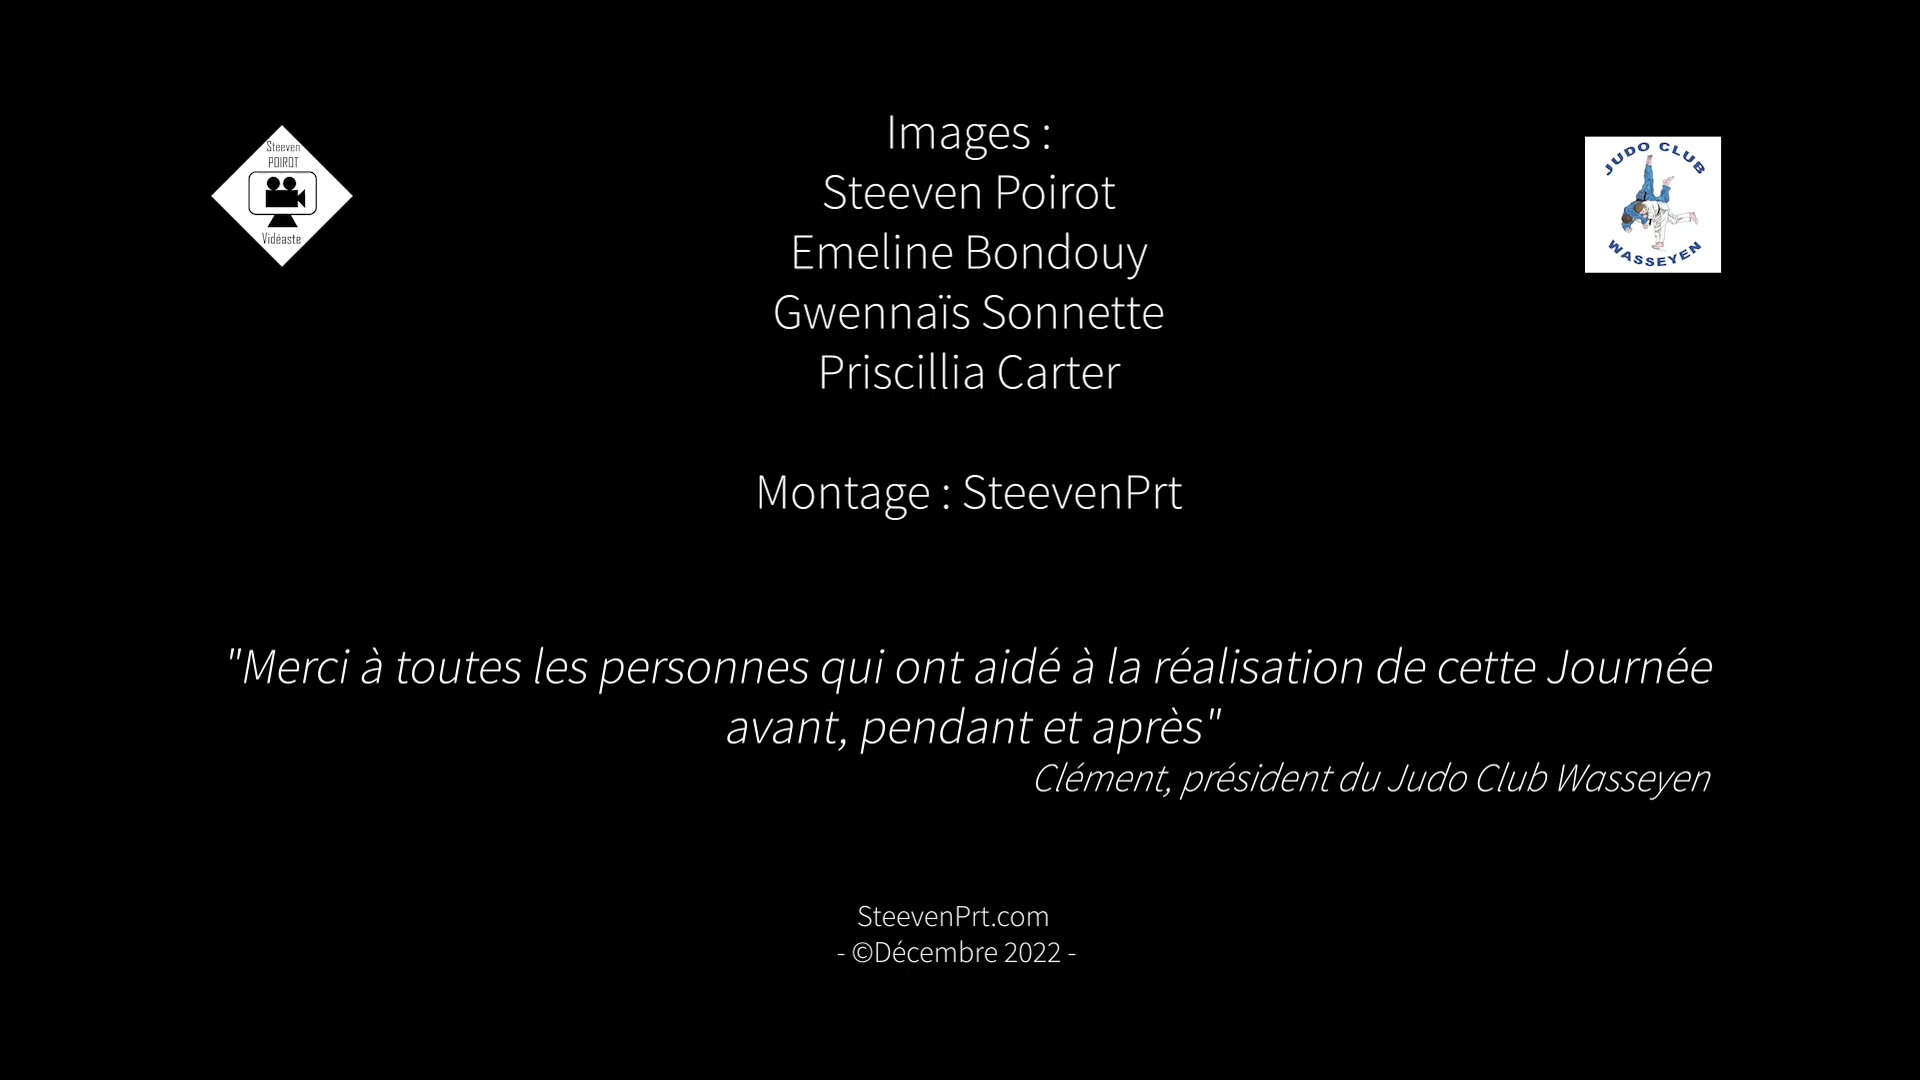 Steeven
POIROT
Vidéaste
JUDO CLUB
WASSEYEN
Images :
Steeven Poirot
Emeline Bondouy
Gwennaïs Sonnette
Priscillia Carter
Montage : SteevenPrt
"Merci à toutes les personnes qui ont aidé à la réalisation de cette Journée
avant, pendant et après"
Clément, président du Judo Club Wasseyen
SteevenPrt.com
- ©Décembre 2022 -